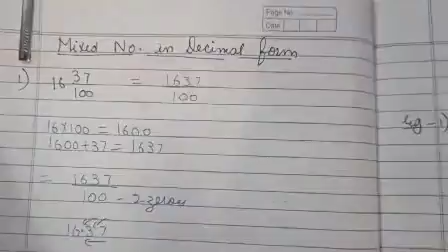 Page No.
Date
Mixed No. in Decimal form
1) 16 37/100 = 1637/100
16×100 = 1600
1600+37 = 1637
= 1637/100 - 2 zeros
16.37
eg - 1)